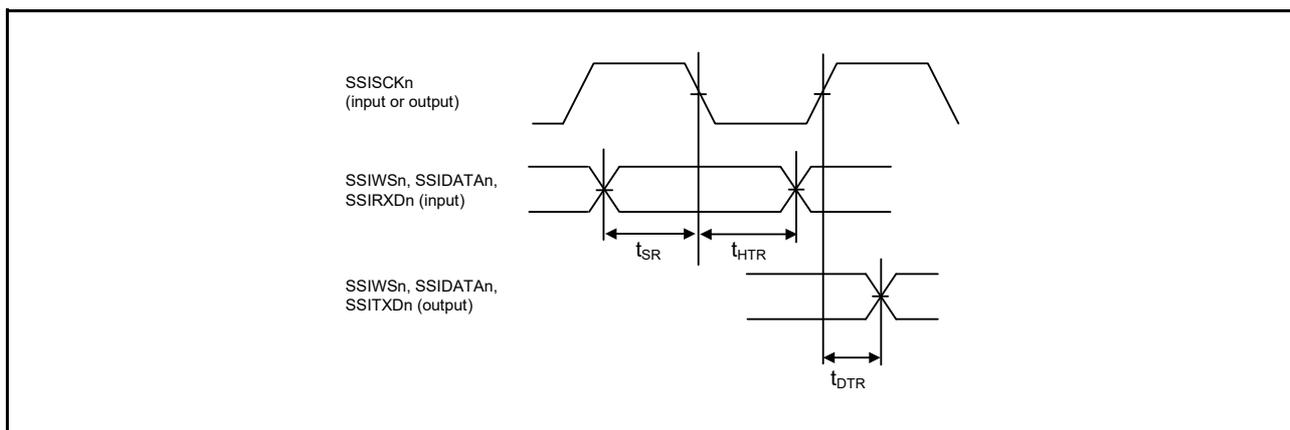 SSISCKn
(input or output)
SSIWSn, SSIDATAn,
SSIRXDn (input)
tSR
tHTR
SSIWSn, SSIDATAn,
SSITXDn (output)
tDTR